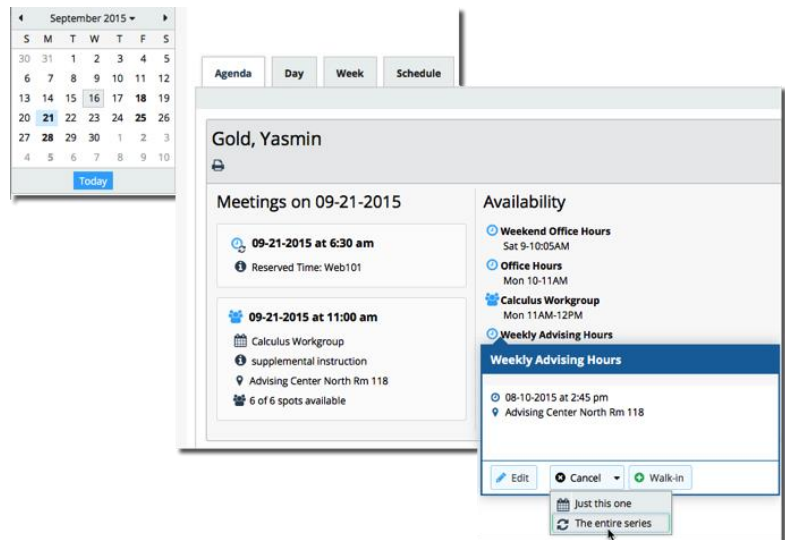 September 2015
S M T W T F S
30 31 1 2 3 4 5
6 7 8 9 10 11 12
13 14 15 16 17 18 19
20 21 22 23 24 25 26
27 28 29 30 1 2 3
4 5 6 7 8 9 10
Today
Agenda Day Week Schedule
Gold, Yasmin
Meetings on 09-21-2015
09-21-2015 at 6:30 am
Reserved Time: Web101
09-21-2015 at 11:00 am
Calculus Workgroup
supplemental instruction
Advising Center North Rm 118
6 of 6 spots available
Availability
Weekend Office Hours
Sat 9-10:05AM
Office Hours
Mon 10-11AM
Calculus Workgroup
Mon 11AM-12PM
Weekly Advising Hours
Weekly Advising Hours
08-10-2015 at 2:45 pm
Advising Center North Rm 118
Edit Cancel Walk-in
Just this one
The entire series